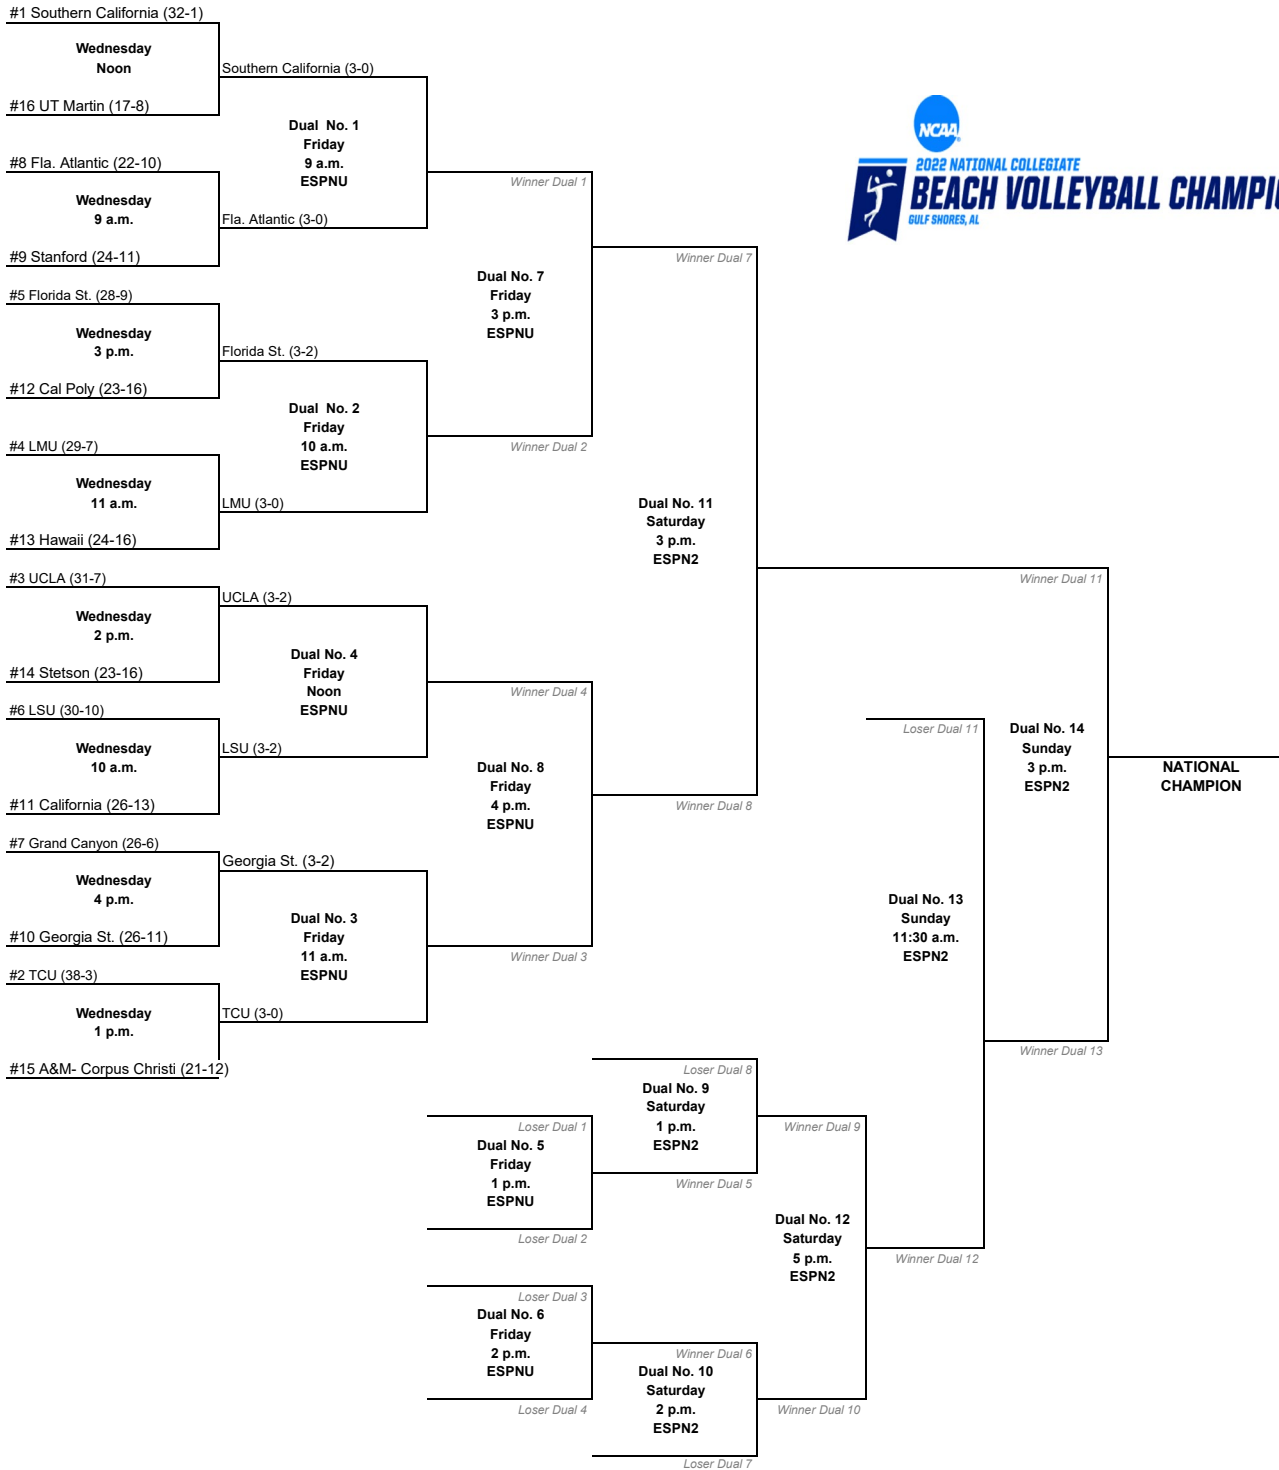 #1 Southern California (32-1)
Wednesday
Noon
#16 UT Martin (17-8)
#8 Fla. Atlantic (22-10)
Wednesday
9 a.m.
#9 Stanford (24-11)
#5 Florida St. (28-9)
Wednesday
3 p.m.
#12 Cal Poly (23-16)
#4 LMU (29-7)
Wednesday
11 a.m.
#13 Hawaii (24-16)
#3 UCLA (31-7)
Wednesday
2 p.m.
#14 Stetson (23-16)
#6 LSU (30-10)
Wednesday
10 a.m.
#11 California (26-13)
#7 Grand Canyon (26-6)
Wednesday
4 p.m.
#10 Georgia St. (26-11)
#2 TCU (38-3)
Wednesday
1 p.m.
#15 A&M- Corpus Christi (21-12)
Southern California (3-0)
Dual No. 1
Friday
9 a.m.
ESPNU
Fla. Atlantic (3-0)
Florida St. (3-2)
Dual No. 2
Friday
10 a.m.
ESPNU
LMU (3-0)
UCLA (3-2)
Dual No. 4
Friday
Noon
ESPNU
LSU (3-2)
Georgia St. (3-2)
Dual No. 3
Friday
11 a.m.
ESPNU
TCU (3-0)
Winner Dual 1
Dual No. 7
Friday
3 p.m.
ESPNU
Winner Dual 2
Winner Dual 4
Dual No. 8
Friday
4 p.m.
ESPNU
Winner Dual 3
Loser Dual 1
Dual No. 5
Friday
1 p.m.
ESPNU
Loser Dual 2
Loser Dual 3
Dual No. 6
Friday
2 p.m.
ESPNU
Loser Dual 4
Winner Dual 7
Dual No. 11
Saturday
3 p.m.
ESPN2
Winner Dual 8
Loser Dual 8
Dual No. 9
Saturday
1 p.m.
ESPN2
Winner Dual 5
Winner Dual 6
Dual No. 10
Saturday
2 p.m.
ESPN2
Loser Dual 7
Winner Dual 9
Dual No. 12
Saturday
5 p.m.
ESPN2
Winner Dual 10
NCAA
2022 NATIONAL COLLEGIATE
BEACH VOLLEYBALL CHAMPIO
GULF SHORES, AL
Loser Dual 11
Dual No. 13
Sunday
11:30 a.m.
ESPN2
Winner Dual 12
Winner Dual 11
Dual No. 14
Sunday
3 p.m.
ESPN2
Winner Dual 13
NATIONAL
CHAMPION